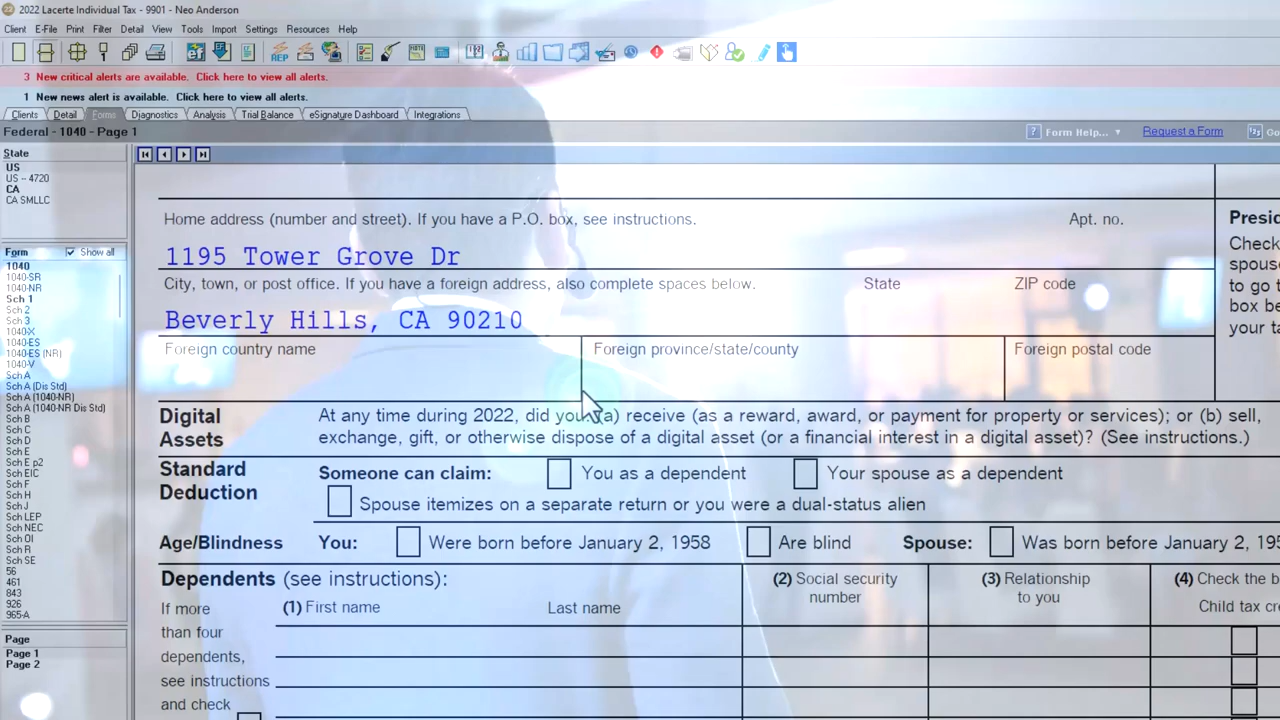 2022 Lacerte Individual Tax - 9901 - Neo Anderson
Client E-File Print Forms Detail View Tools Import Settings Resources Help
3 New critical alerts are available. Click here to view all alerts.
1 New news alert is available. Click here to view all alerts.
Clients Detail Forms Diagnostics Analysis Trial Balance eSignature Dashboard Integrations
Federal - 1040 - Page 1
Form Help...
Request a Form
State
US
US -- 4720
CA
CA SMLLC
Form
Show all
1040
1040-SR
1040-NR
Sch 1
Sch 2
Sch 3
1040-X
1040-ES
1040-ES (NR)
1040-V
Sch A
Sch A (Dis Std)
Sch A (1040-NR)
Sch A (1040-NR Dis Std)
Sch B
Sch C
Sch D
Sch E
Sch E p2
Sch EIC
Sch F
Sch H
Sch J
Sch LEP
Sch NEC
Sch OI
Sch R
Sch SE
56
461
843
926
965-A
Page
Page 1
Page 2
Home address (number and street). If you have a P.O. box, see instructions.
Apt. no.
1195 Tower Grove Dr
City, town, or post office. If you have a foreign address, also complete spaces below.
State
ZIP code
Beverly Hills, CA 90210
Foreign country name
Foreign province/state/county
Foreign postal code
Check
spouse
to go t
box be
your ta
Digital
Assets
At any time during 2022, did you: (a) receive (as a reward, award, or payment for property or services); or (b) sell,
exchange, gift, or otherwise dispose of a digital asset (or a financial interest in a digital asset)? (See instructions.)
Standard
Deduction
Someone can claim: You as a dependent Your spouse as a dependent
Spouse itemizes on a separate return or you were a dual-status alien
Age/Blindness You: Were born before January 2, 1958 Are blind Spouse: Was born before January 2, 195
Dependents (see instructions):
(2) Social security
number
(3) Relationship
to you
(4) Check the b
Child tax cre
If more
than four
dependents,
see instructions
and check
(1) First name
Last name